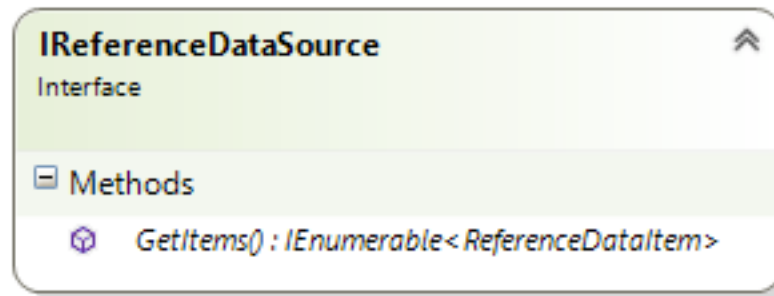 IReferenceDataSource
Interface
Methods
GetItems() : IEnumerable<ReferenceDataItem>